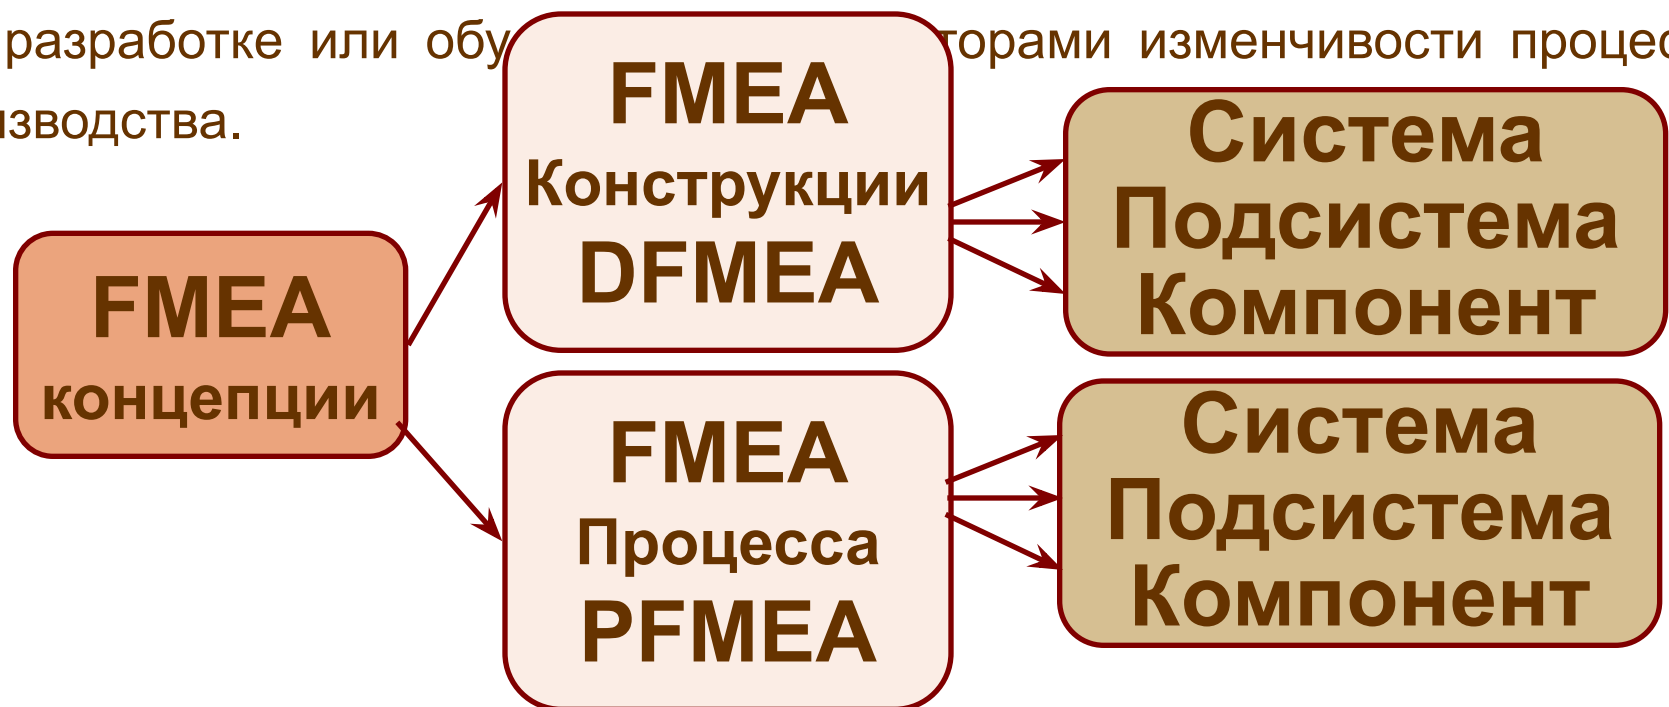 разработке или обу торами изменчивости процес
изводства.
FMEA
Конструкции
DFMEA
Система
Подсистема
Компонент
FMEA
концепции
FMEA
Процесса
PFMEA
Система
Подсистема
Компонент